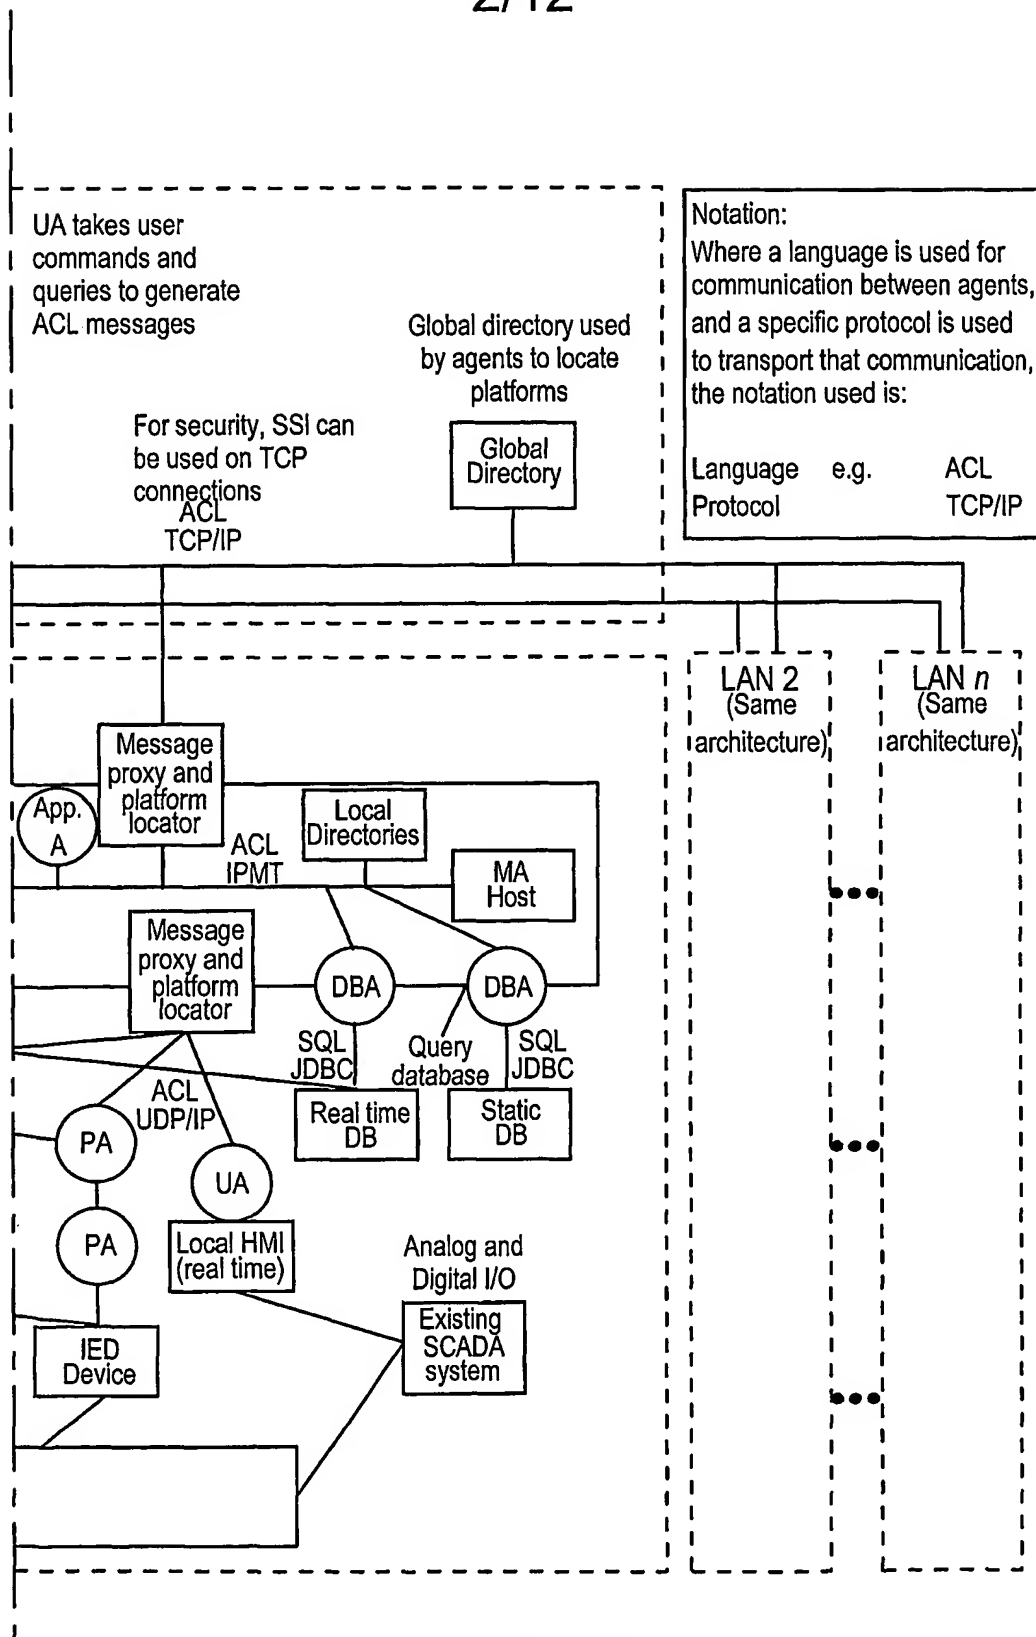 2/12
UA takes user
commands and
queries to generate
ACL messages
Global directory used
by agents to locate
platforms
For security, SSI can
be used on TCP
connections
ACL
TCP/IP
Global
Directory
Notation:
Where a language is used for
communication between agents,
and a specific protocol is used
to transport that communication,
the notation used is:
Language e.g. ACL
Protocol TCP/IP
LAN 2
(Same
architecture)
LAN n
(Same
architecture)
Message
proxy and
platform
locator
App.
A
ACL
IPMT
Local
Directories
MA
Host
Message
proxy and
platform
locator
DBA
DBA
SQL
JDBC
Query
database
SQL
JDBC
Real time
DB
Static
DB
ACL
UDP/IP
PA
UA
PA
Local HMI
(real time)
Analog and
Digital I/O
Existing
SCADA
system
IED
Device